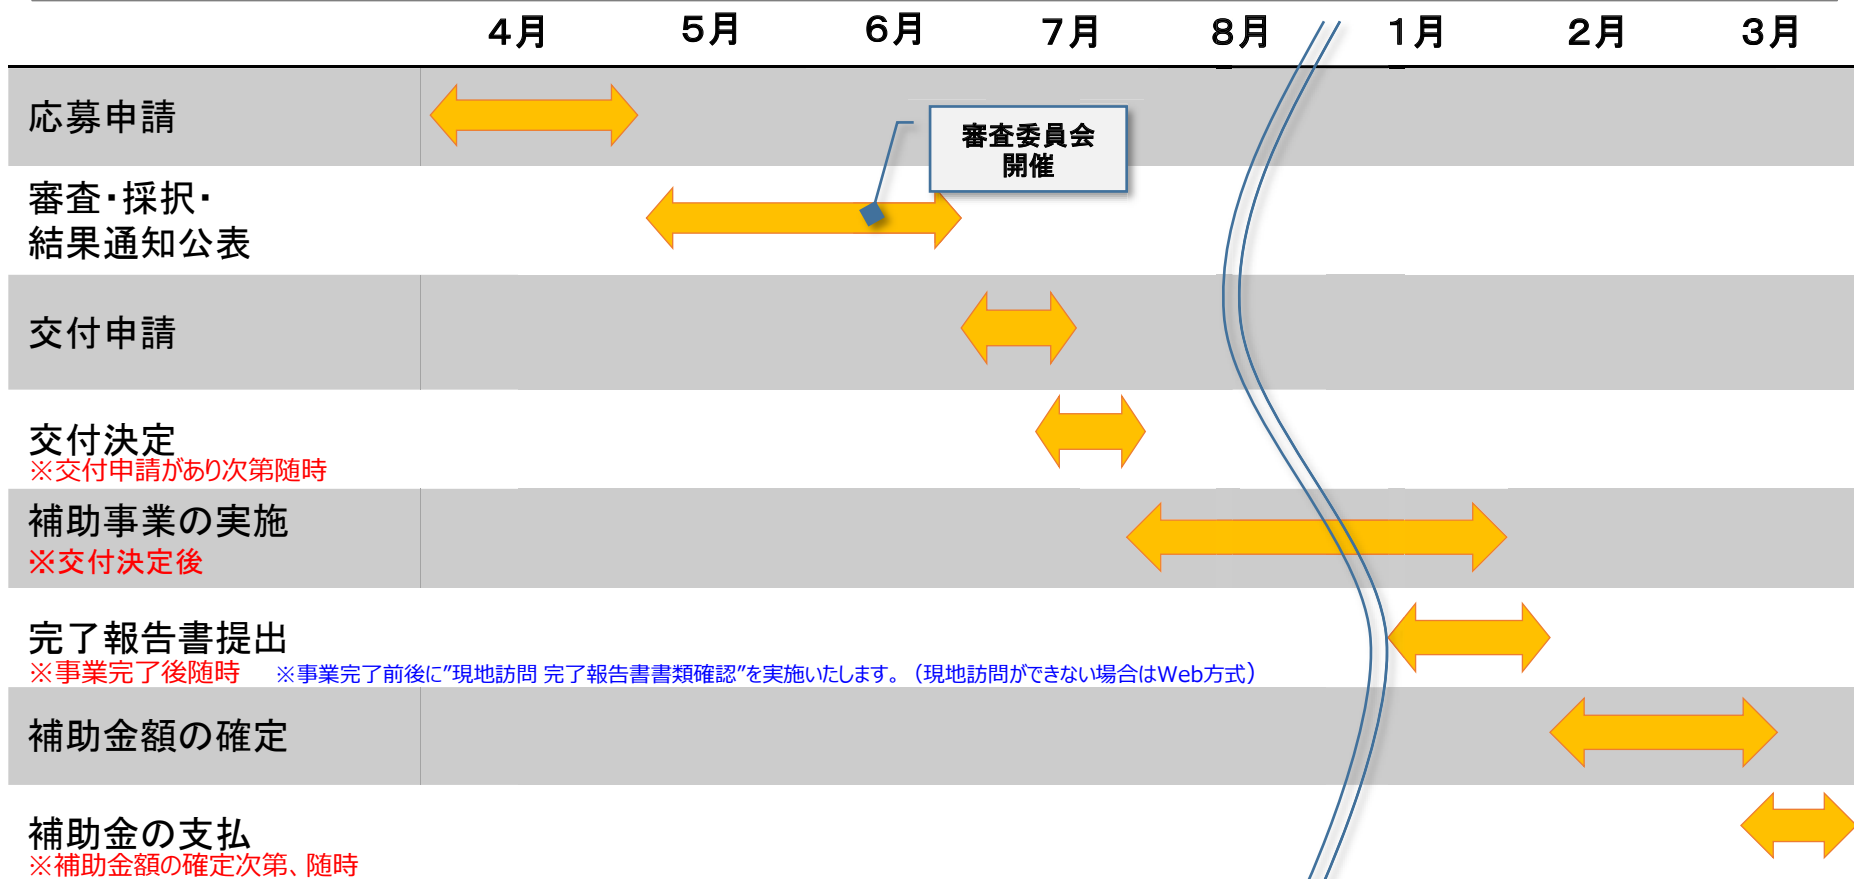 4月 5月 6月 7月 8月 1月 2月 3月
応募申請
審査委員会
開催
審査・採択・
結果通知公表
交付申請
交付決定
※交付申請があり次第随時
補助事業の実施
※交付決定後
完了報告書提出
※事業完了後随時 ※事業完了前後に”現地訪問 完了報告書書類確認”を実施いたします。（現地訪問ができない場合はWeb方式）
補助金額の確定
補助金の支払
※補助金額の確定次第、随時